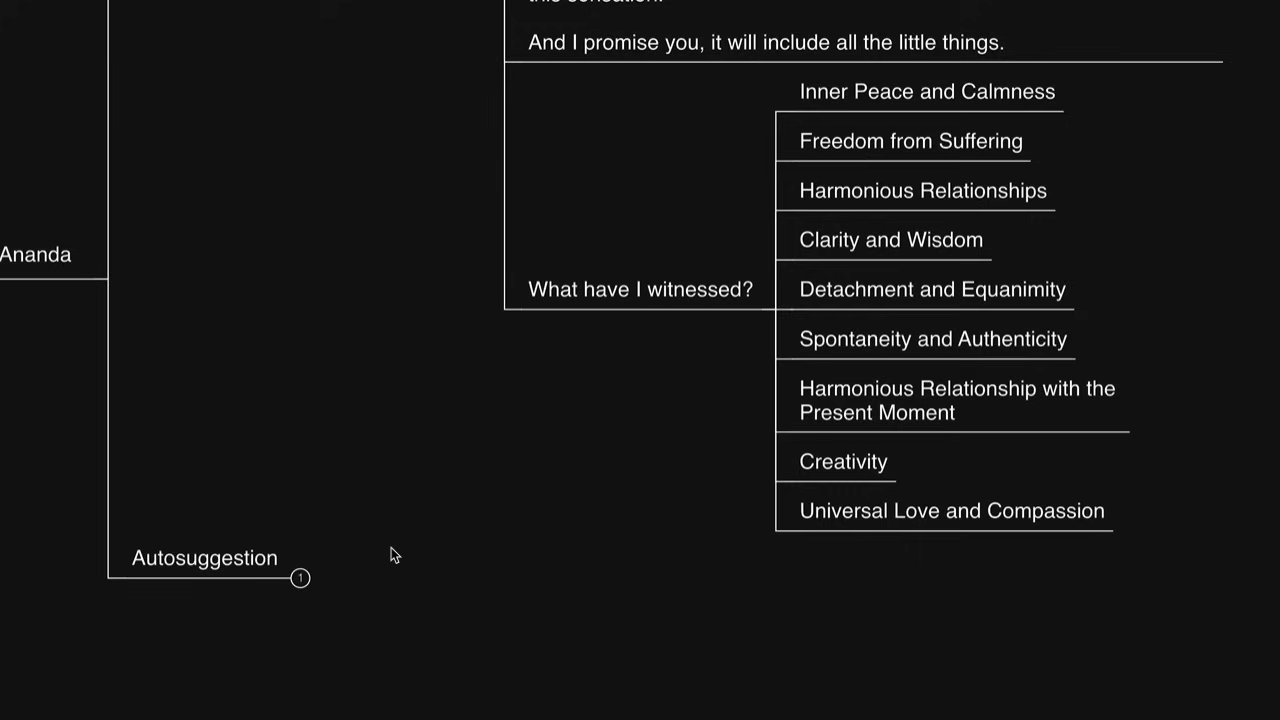 this sensation.
And I promise you, it will include all the little things.
Inner Peace and Calmness
Freedom from Suffering
Harmonious Relationships
Clarity and Wisdom
Ananda
What have I witnessed?
Detachment and Equanimity
Spontaneity and Authenticity
Harmonious Relationship with the
Present Moment
Creativity
Universal Love and Compassion
Autosuggestion
1